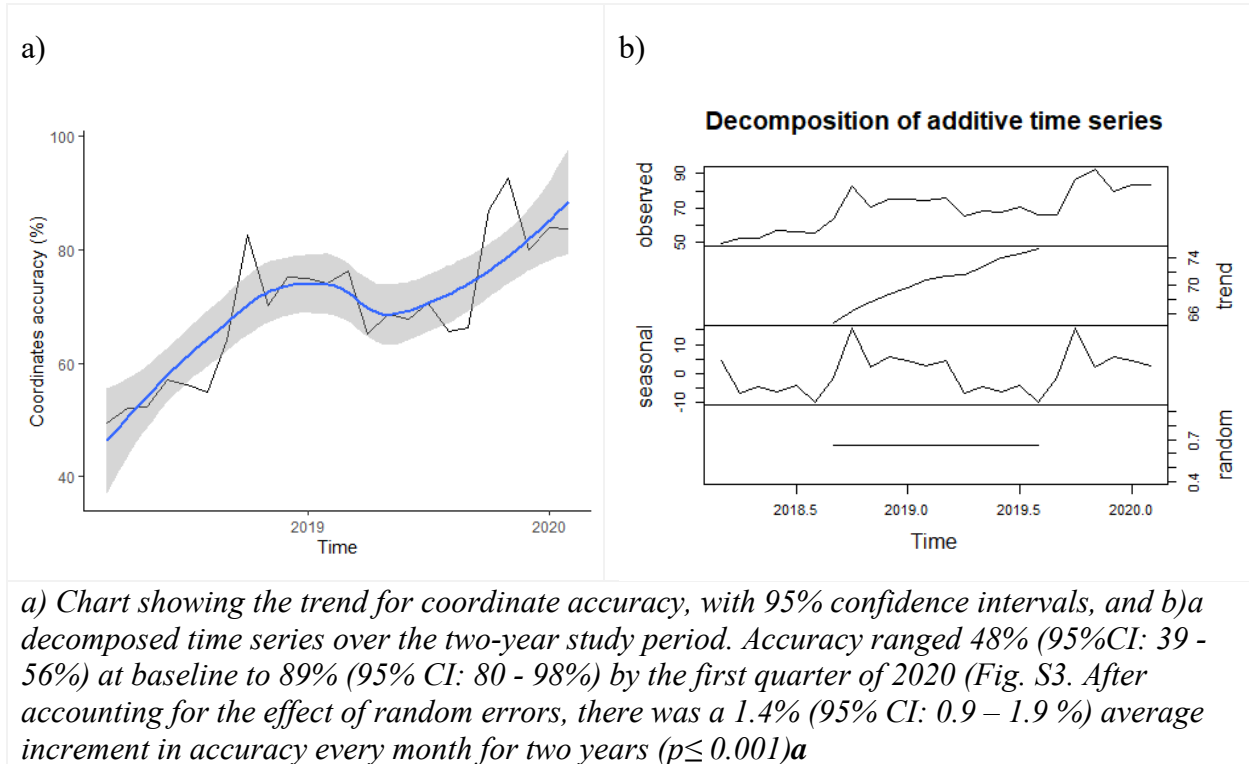 a)
b)
Decomposition of additive time series
100
80
60
40
Coordinates accuracy (%)
2019
2020
Time
observed
90
70
50
trend
74
70
66
seasonal
10
0
-10
random
0.7
0.4
2018.5
2019.0
2019.5
2020.0
Time
a) Chart showing the trend for coordinate accuracy, with 95% confidence intervals, and b)a
decomposed time series over the two-year study period. Accuracy ranged 48% (95%CI: 39 -
56%) at baseline to 89% (95% CI: 80 - 98%) by the first quarter of 2020 (Fig. S3. After
accounting for the effect of random errors, there was a 1.4% (95% CI: 0.9 – 1.9 %) average
increment in accuracy every month for two years (p≤ 0.001)a